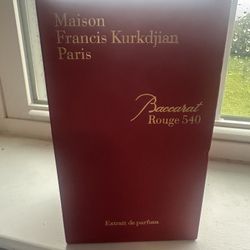 Maison
Francis Kurkdjian
Paris
Baccarat
Rouge 540
Extrait de parfum